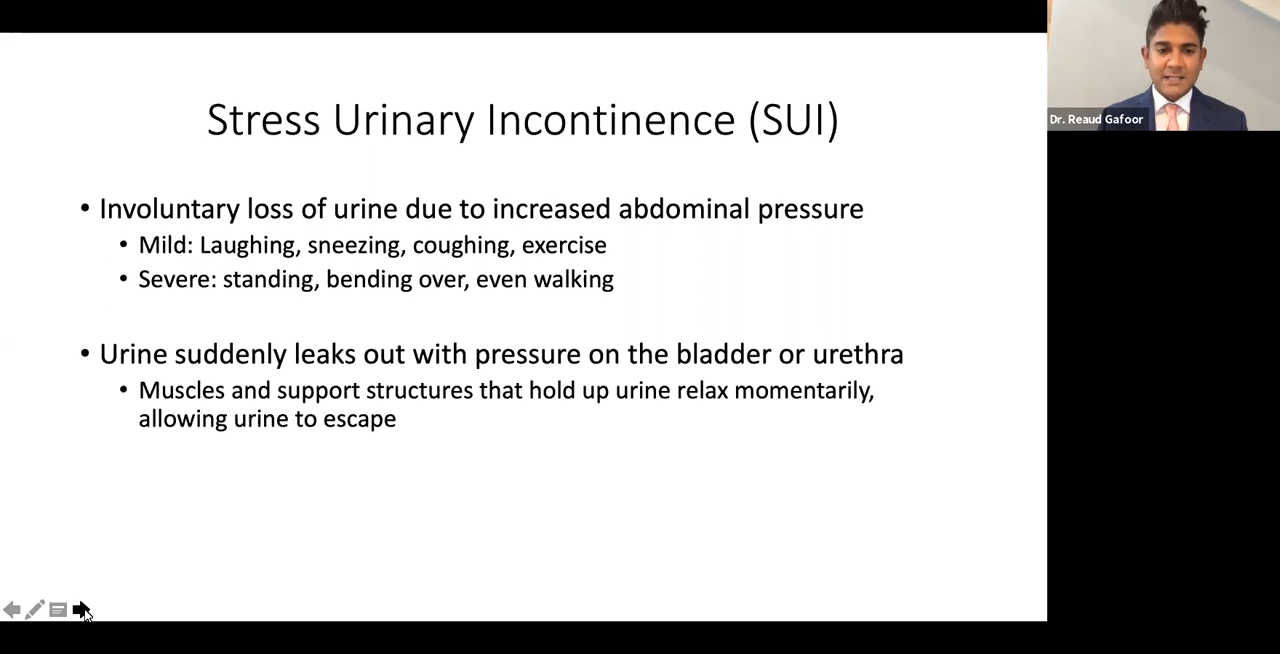 Stress Urinary Incontinence (SUI)
• Involuntary loss of urine due to increased abdominal pressure
• Mild: Laughing, sneezing, coughing, exercise
• Severe: standing, bending over, even walking
• Urine suddenly leaks out with pressure on the bladder or urethra
• Muscles and support structures that hold up urine relax momentarily,
allowing urine to escape
Dr. Reaud Gafoor